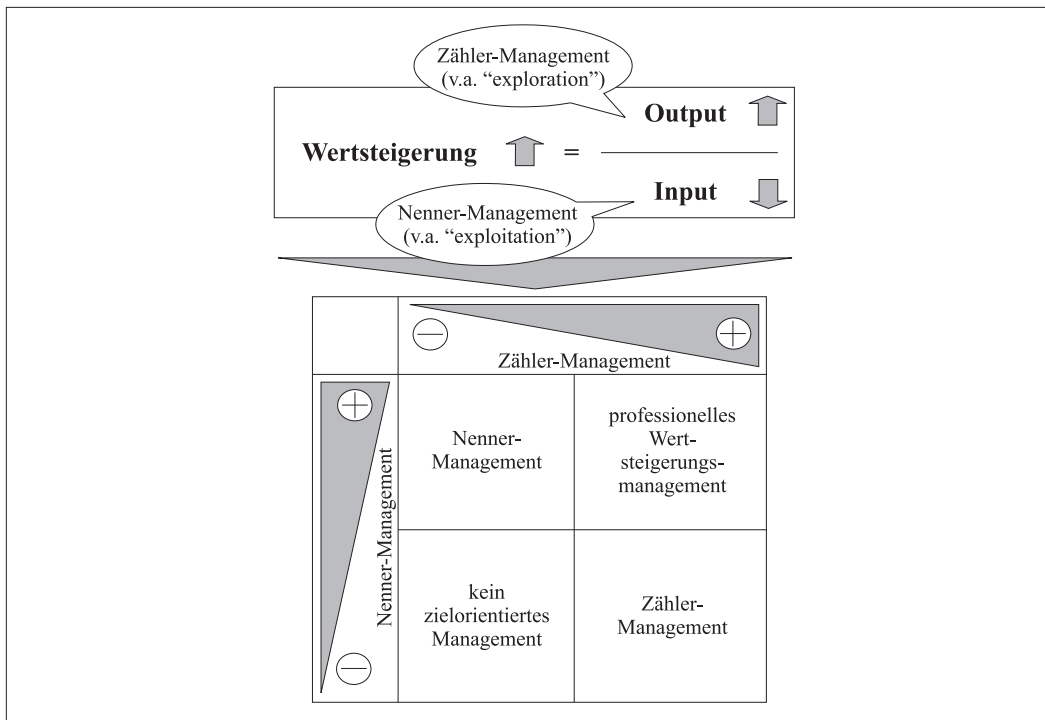 Zähler-Management
(v.a. “exploration”)
Output
Wertsteigerung =
Input
Nenner-Management
(v.a. “exploitation”)
− +
Zähler-Management
+
Nenner-Management
−
Nenner-
Management
professionelles
Wert-
steigerungs-
management
kein
zielorientiertes
Management
Zähler-
Management